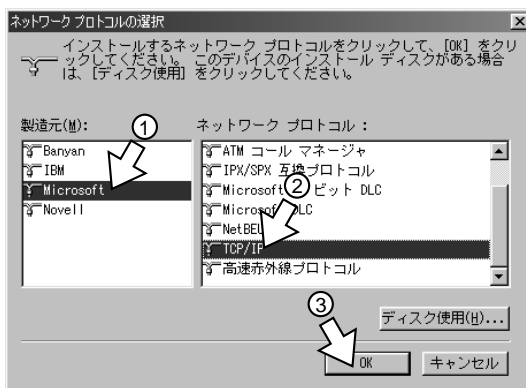 ネットワーク プロトコルの選択
インストールするネットワーク プロトコルをクリックして、[OK] をクリ
ックしてください。 このデバイスのインストール ディスクがある場合
は、[ディスク使用] をクリックしてください。
製造元(M):
①
Banyan
IBM
Microsoft
Novell
ネットワーク プロトコル :
ATM コール マネージャ
IPX/SPX 互換プロトコル
Microsoft ビット DLC
②
Microsof DLC
NetBEU
TCP/IP
高速赤外線プロトコル
③
ディスク使用(H)...
OK
キャンセル